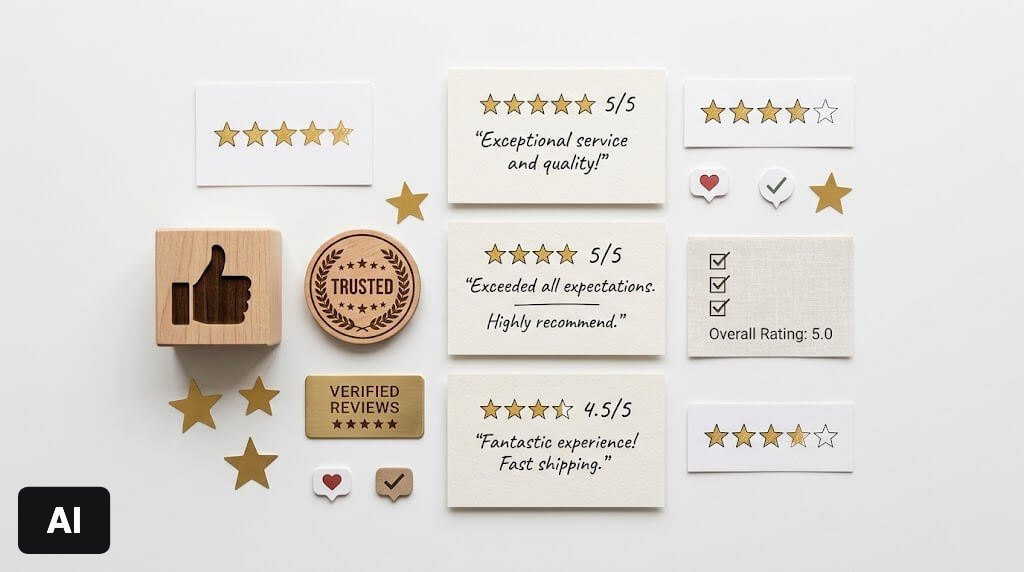 5/5
“Exceptional service
and quality!”
TRUSTED
5/5
“Exceeded all expectations.
Highly recommend.”
Overall Rating: 5.0
VERIFIED
REVIEWS
4.5/5
“Fantastic experience!
Fast shipping.”
AI